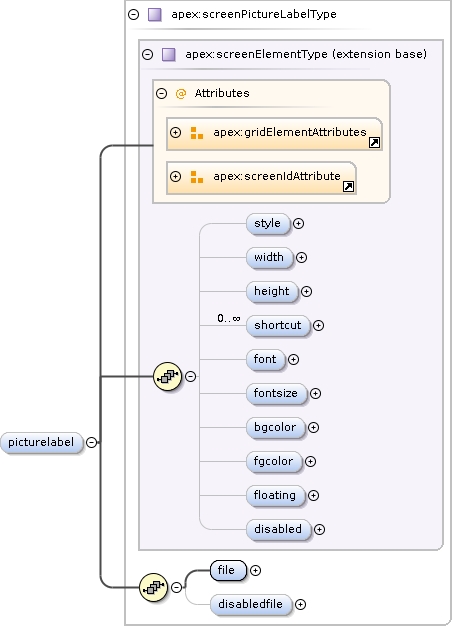 apex:screenPictureLabelType
apex:screenElementType (extension base)
@ Attributes
apex:gridElementAttributes
apex:screenIdAttribute
style
width
height
0..∞
shortcut
font
fontsize
bgcolor
fgcolor
floating
disabled
picturelabel
file
disabledfile